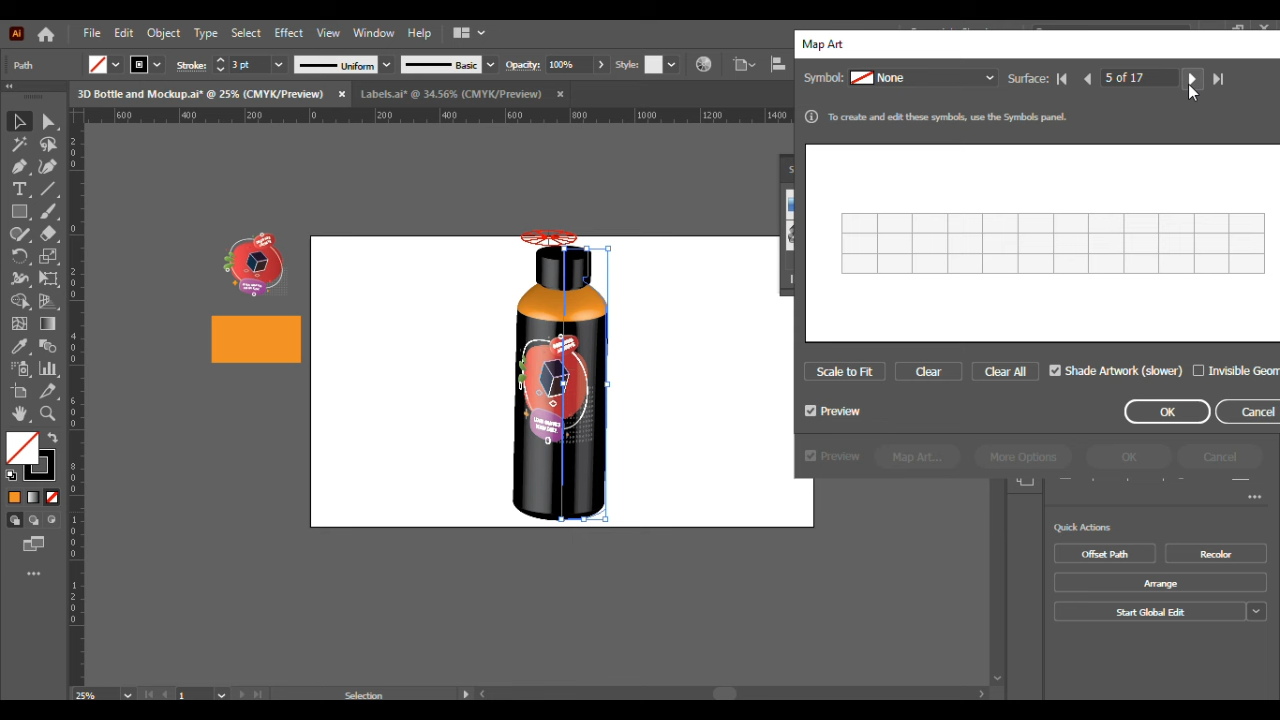 Ai File Edit Object Type Select Effect View Window Help
Path Stroke: 3 pt Uniform Basic Opacity: 100% Style:
3D Bottle and Mockup.ai* @ 25% (CMYK/Preview) × Labels.ai* @ 34.56% (CMYK/Preview) ×
600 400 200 0 200 400 600 800 1000 1200 1400
Map Art
Symbol: None Surface: 5 of 17
To create and edit these symbols, use the Symbols panel.
Scale to Fit Clear Clear All Shade Artwork (slower) Invisible Geom
Preview OK Cancel
Preview Map Art... More Options OK Cancel
Quick Actions
Offset Path Recolor
Arrange
Start Global Edit
25% 1 Selection